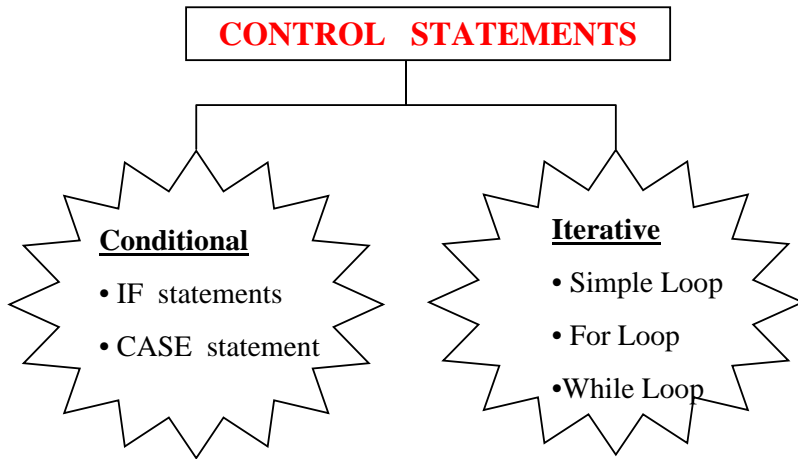 CONTROL STATEMENTS
Conditional
• IF statements
• CASE statement
Iterative
• Simple Loop
• For Loop
•While Loop